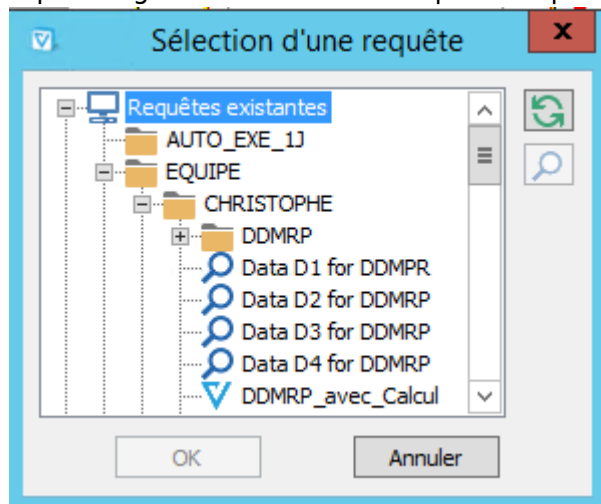 Sélection d'une requête
Requêtes existantes
AUTO_EXE_1J
EQUIPE
CHRISTOPHE
DDMRP
Data D1 for DDMPR
Data D2 for DDMRP
Data D3 for DDMRP
Data D4 for DDMRP
DDMRP_avec_Calcul
OK
Annuler